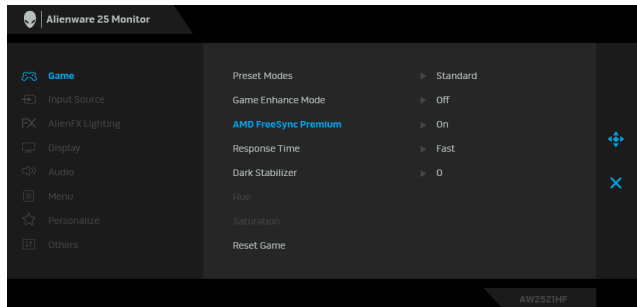 Alienware 25 Monitor
Game
Input Source
FX AlienFX Lighting
Display
Audio
Menu
Personalize
Others
Preset Modes Standard
Game Enhance Mode Off
AMD FreeSync Premium On
Response Time Fast
Dark Stabilizer 0
Hue
Saturation
Reset Game
AW2521HF